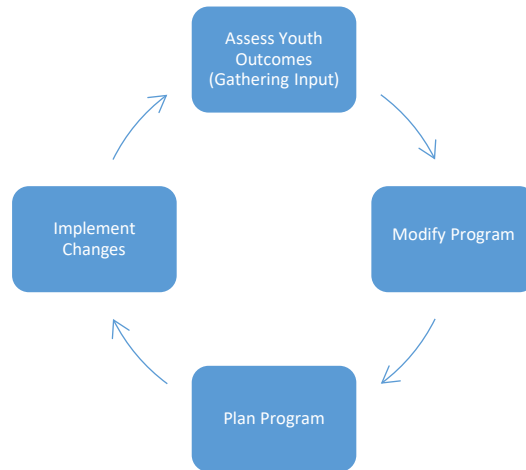 Assess Youth
Outcomes
(Gathering Input)
Modify Program
Plan Program
Implement
Changes